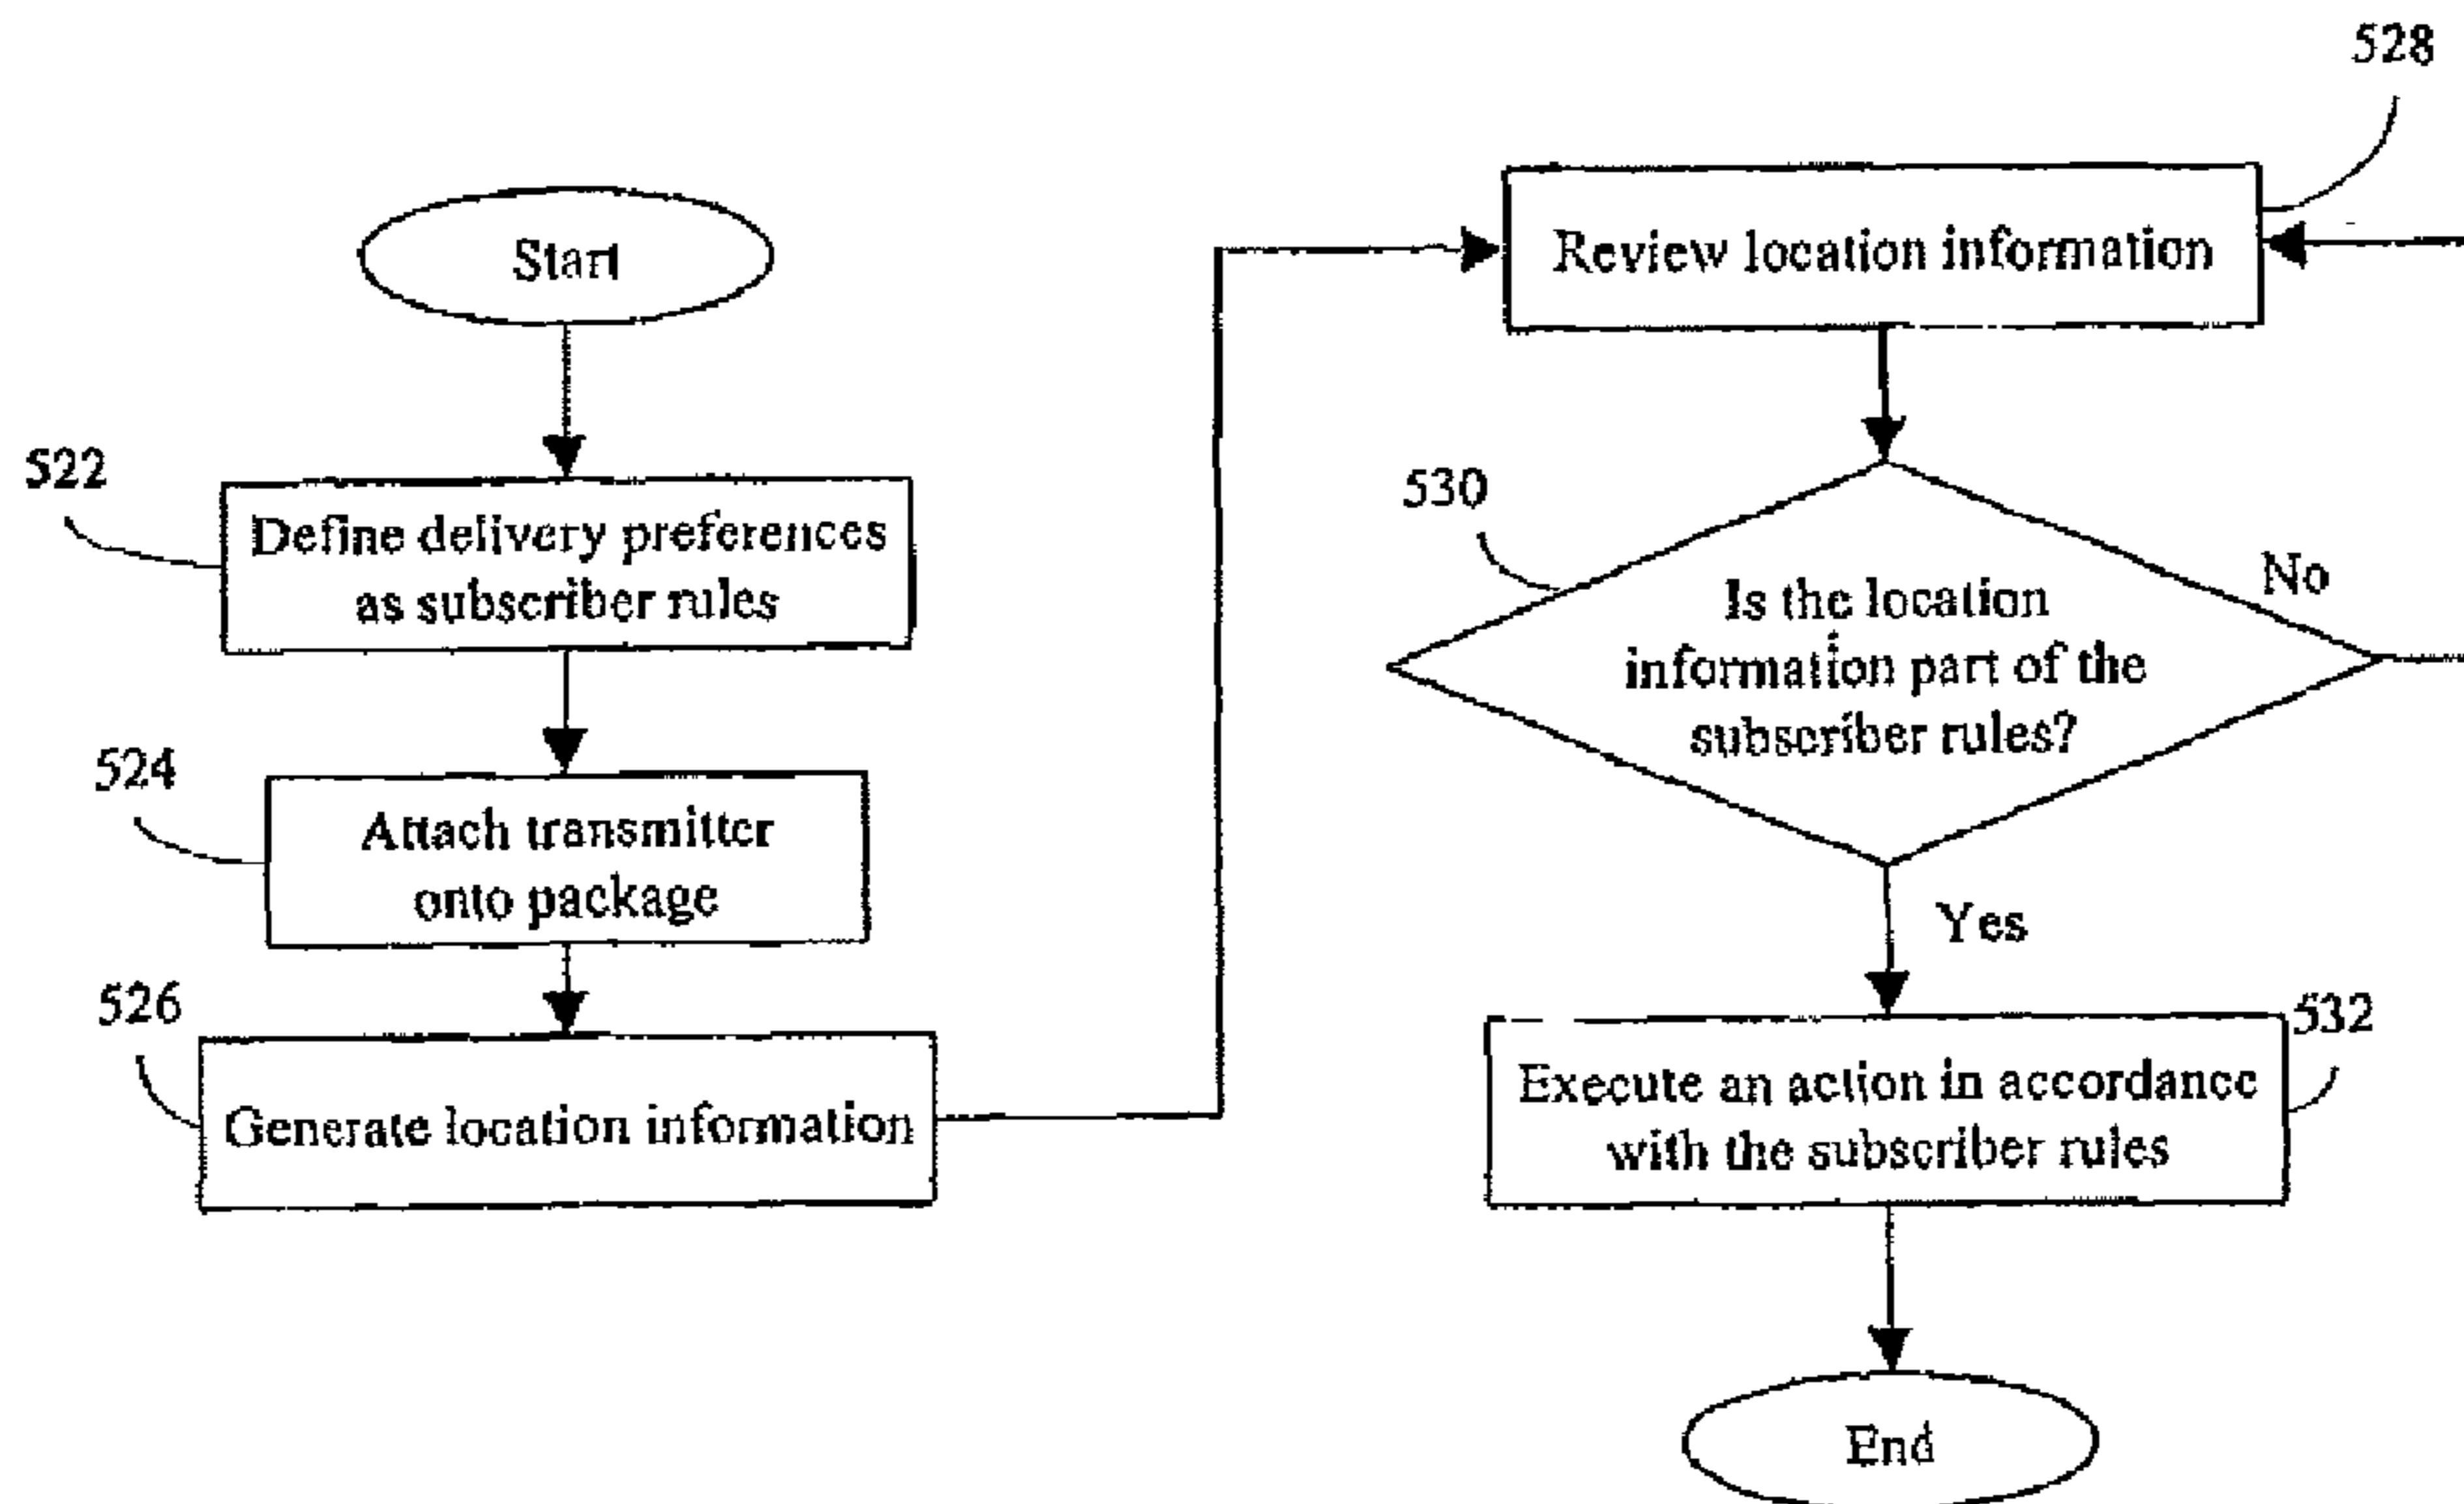 Start
522
Define delivery preferences
as subscriber rules
524
Attach transmitter
onto package
526
Generate location information
528
Review location information
530
Is the location
information part of the
subscriber rules?
No
Yes
532
Execute an action in accordance
with the subscriber rules
End